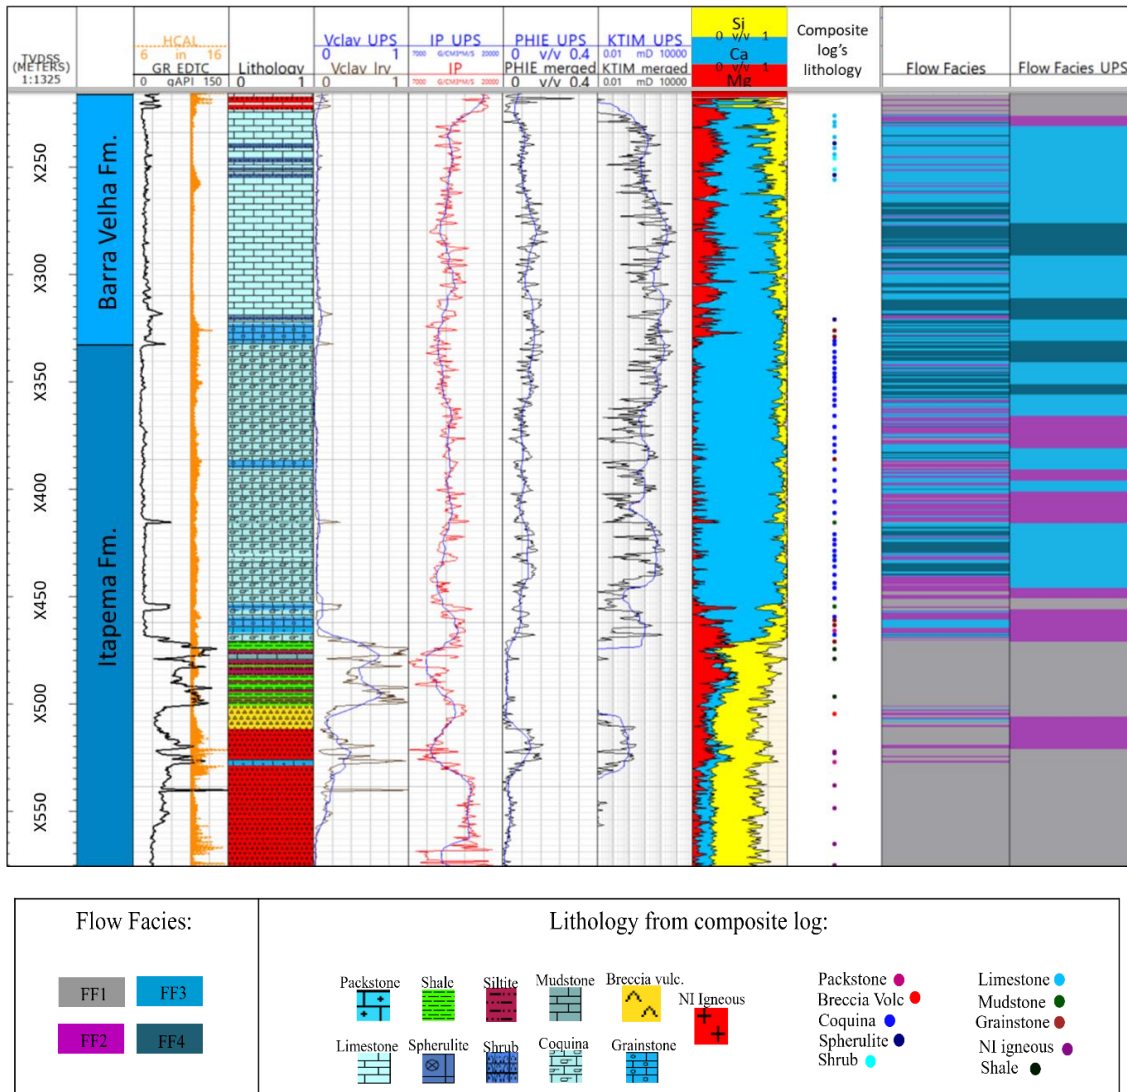 TVDSS
(METERS)
1:1325
HCAL
6 in 16
GR_EDTC
0 gAPI 150
Lithology
0 1
Vclav_UPS
0 1
Vclay_lrv
0 1
IP_UPS
7000 G/CM3*M/S 20000
IP
7000 G/CM3*M/S 20000
PHIE_UPS
0 v/v 0.4
PHIE_merged
0 v/v 0.4
KTIM_UPS
0.01 mD 10000
KTIM_merged
0.01 mD 10000
Si
0 v/v 1
Ca
0 v/v 1
Mg
Composite
log's
lithology
Flow Facies
Flow Facies UPS
Barra Velha Fm.
Itapema Fm.
X250
X300
X350
X400
X450
X500
X550
Flow Facies:
FF1
FF3
FF2
FF4
Lithology from composite log:
Packstone
Shale
Siltite
Mudstone
Breccia vulc.
NI Igneous
Limestone
Spherulite
Shrub
Coquina
Grainstone
Packstone
Breccia Volc
Coquina
Spherulite
Shrub
Limestone
Mudstone
Grainstone
NI igneous
Shale